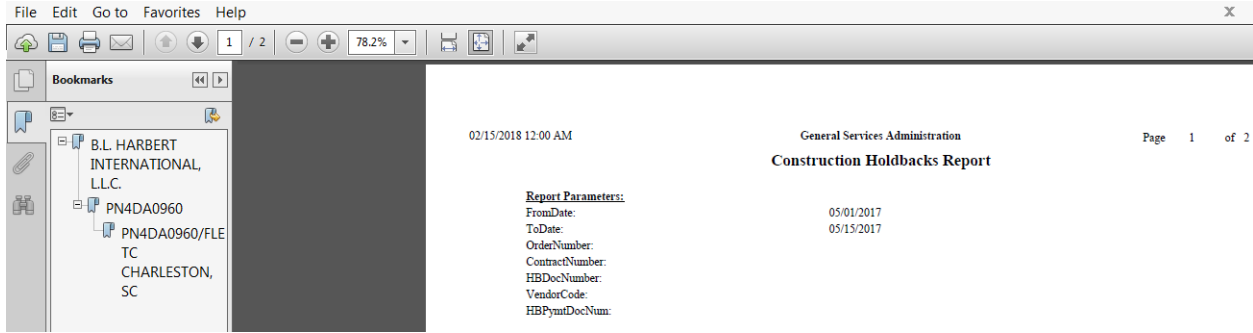 File Edit Go to Favorites Help x
1 / 2 78.2%
Bookmarks
B.L. HARBERT
INTERNATIONAL,
L.L.C.
PN4DA0960
PN4DA0960/FLE
TC
CHARLESTON,
SC
02/15/2018 12:00 AM General Services Administration Page 1 of 2
Construction Holdbacks Report
Report Parameters:
FromDate: 05/01/2017
ToDate: 05/15/2017
OrderNumber:
ContractNumber:
HBDocNumber:
VendorCode:
HBPymtDocNum: